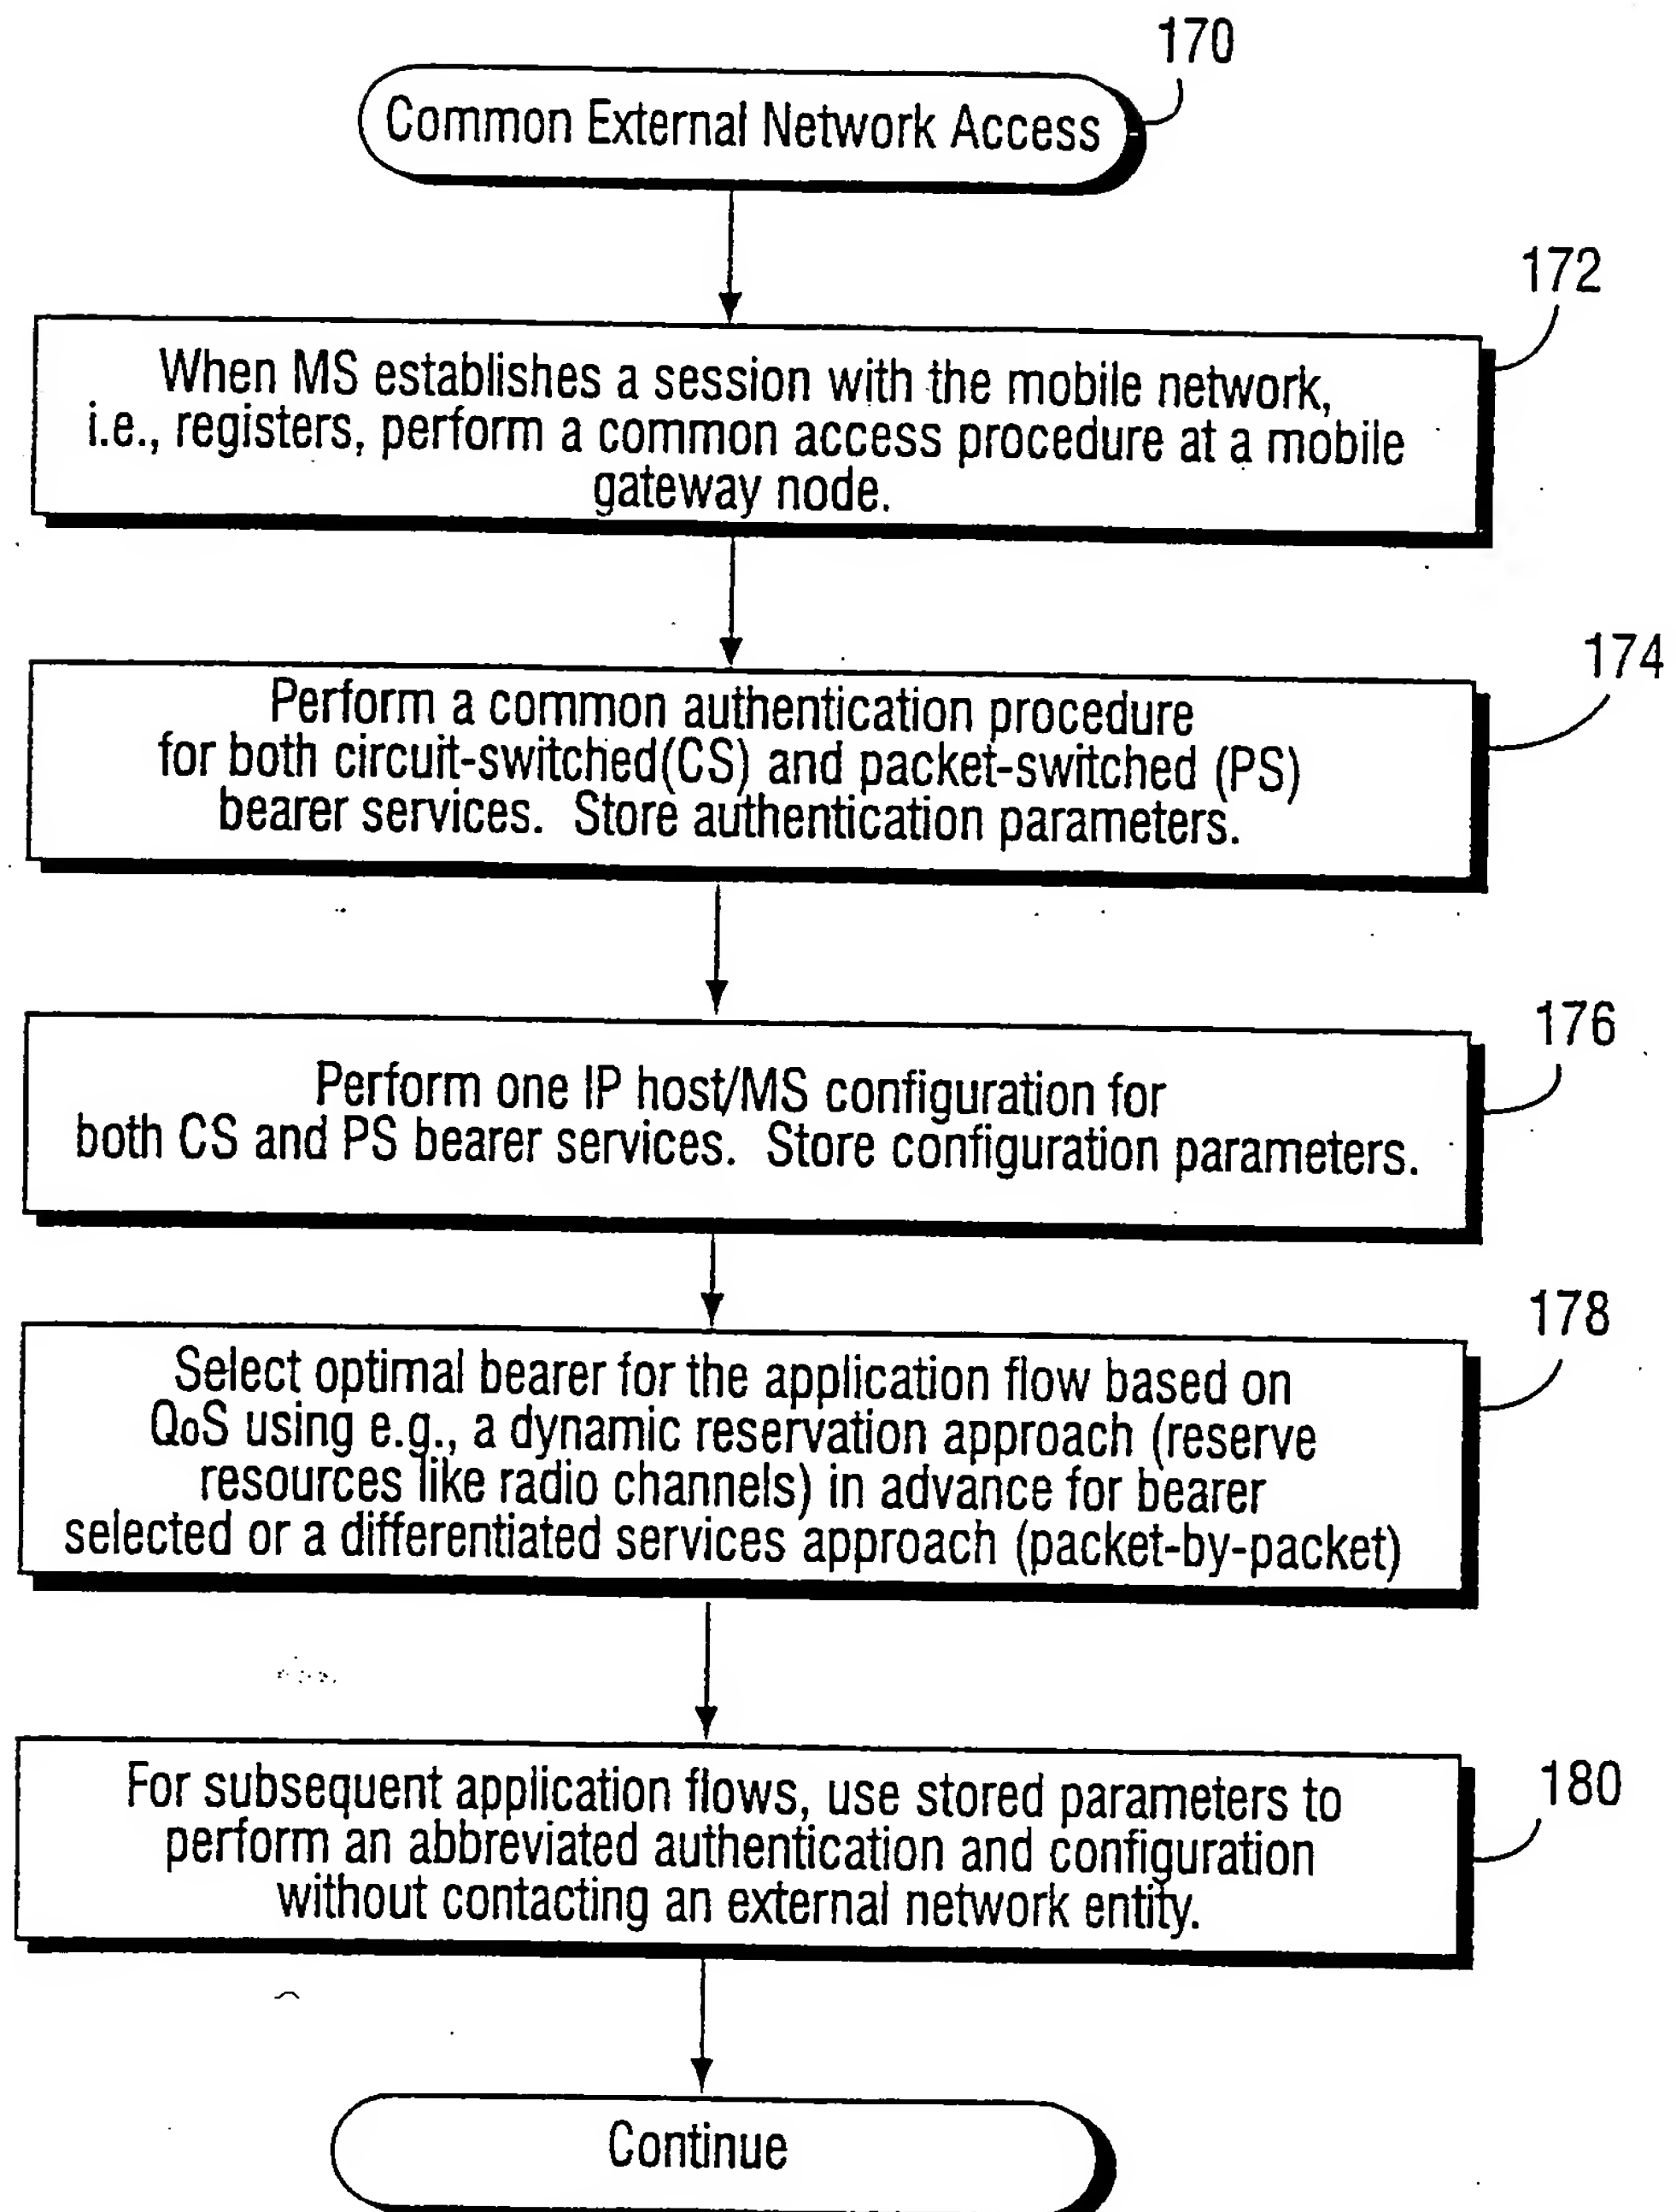 170
Common External Network Access
172
When MS establishes a session with the mobile network,
i.e., registers, perform a common access procedure at a mobile
gateway node.
174
Perform a common authentication procedure
for both circuit-switched(CS) and packet-switched (PS)
bearer services. Store authentication parameters.
176
Perform one IP host/MS configuration for
both CS and PS bearer services. Store configuration parameters.
178
Select optimal bearer for the application flow based on
QoS using e.g., a dynamic reservation approach (reserve
resources like radio channels) in advance for bearer
selected or a differentiated services approach (packet-by-packet)
180
For subsequent application flows, use stored parameters to
perform an abbreviated authentication and configuration
without contacting an external network entity.
Continue